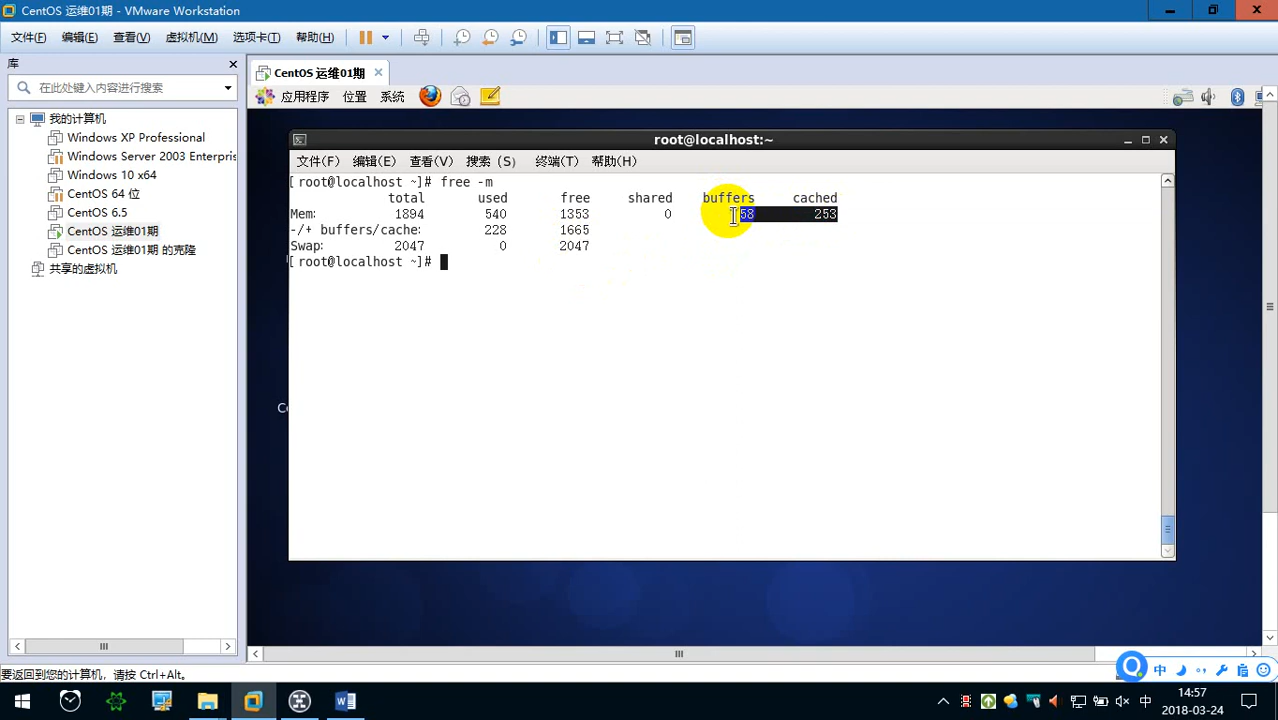 CentOS 运维01期 - VMware Workstation
文件(F) 编辑(E) 查看(V) 虚拟机(M) 选项卡(T) 帮助(H)
库
在此处键入内容进行搜索
我的计算机
Windows XP Professional
Windows Server 2003 Enterpris
Windows 10 x64
CentOS 64 位
CentOS 6.5
CentOS 运维01期
CentOS 运维01期 的克隆
共享的虚拟机
CentOS 运维01期
应用程序 位置 系统
root@localhost:~
文件(F) 编辑(E) 查看(V) 搜索 (S) 终端(T) 帮助(H)
[root@localhost ~]# free -m
total used free shared buffers cached
Mem: 1894 540 1353 0 58 253
-/+ buffers/cache: 228 1665
Swap: 2047 0 2047
[root@localhost ~]#
要返回到您的计算机，请按 Ctrl+Alt。
中
中
14:57
2018-03-24